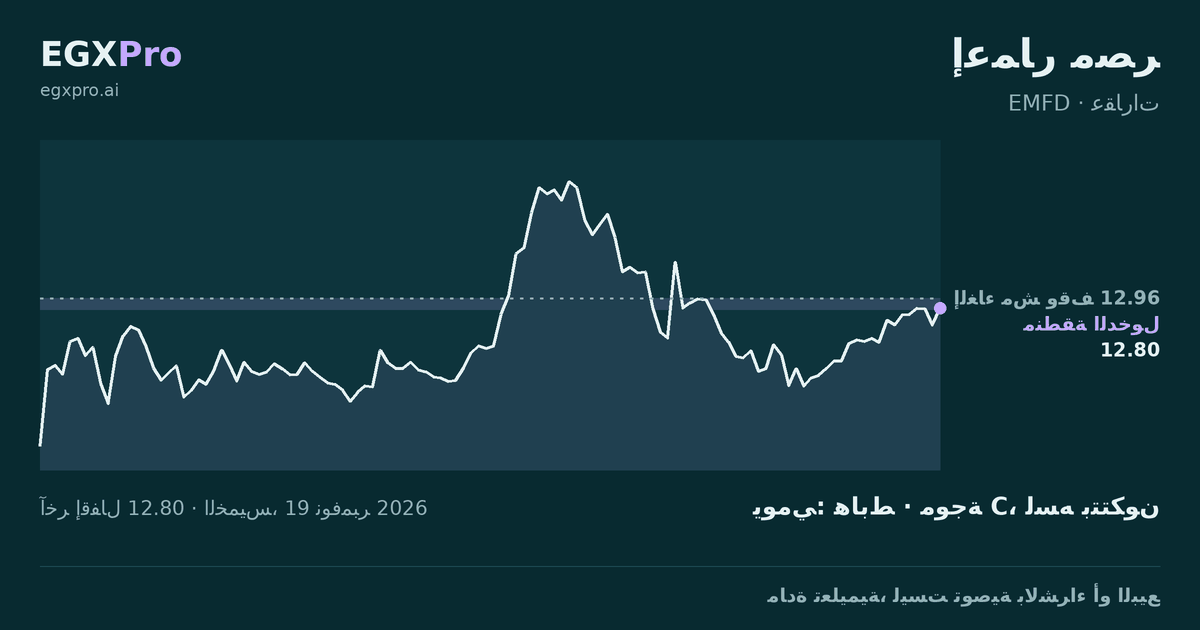 EGXPro
egxpro.ai
إعمار مصر
EMFD · عقارات
إلغاء مش وقف 12.96
منطقة الدخول
12.80
يومي: هابط · موجة C، لسه بتتكون
آخر إقفال 12.80 · الخميس، 19 نوفمبر 2026
مادة تعليمية، ليست توصية بالشراء أو البيع